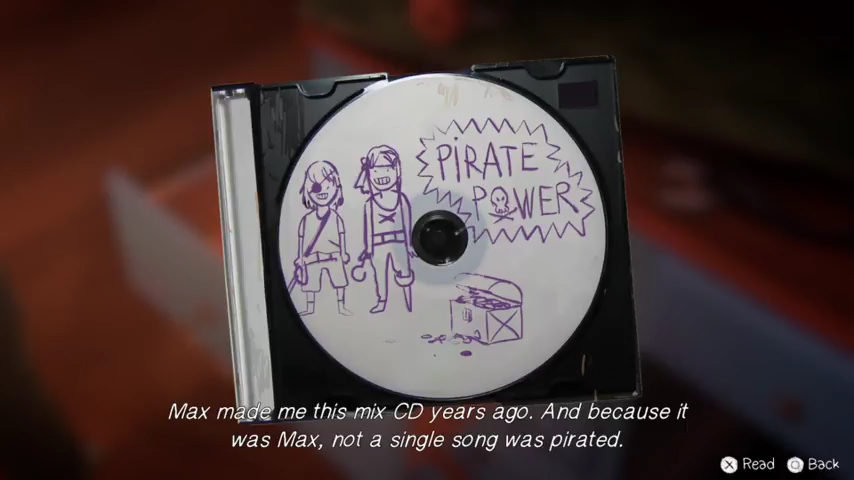 PiRATE
POWER
Max made me this mix CD years ago. And because it
was Max, not a single song was pirated.
Read Back